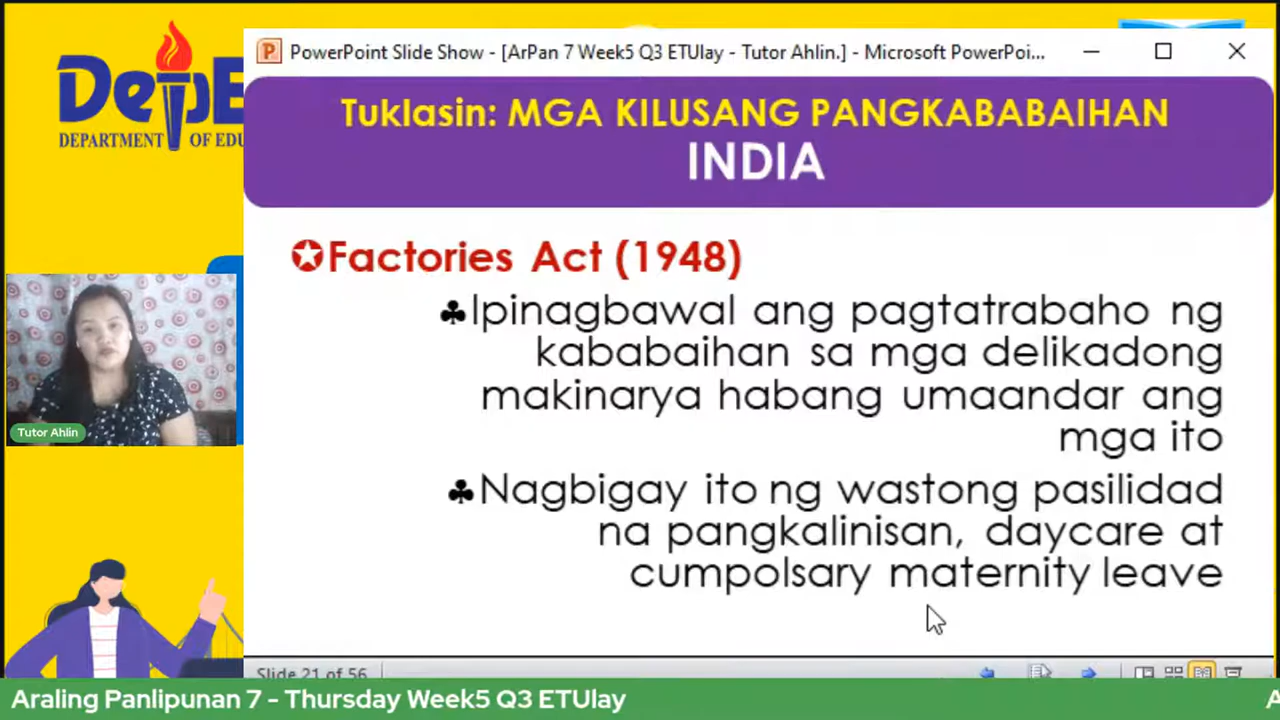 DepE
DEPARTMENT OF EDU
PowerPoint Slide Show - [ArPan 7 Week5 Q3 ETUlay - Tutor Ahlin.] - Microsoft PowerPoi...
Tuklasin: MGA KILUSANG PANGKABABAIHAN
INDIA
Factories Act (1948)
Ipinagbawal ang pagtatrabaho ng
kababaihan sa mga delikadong
makinarya habang umaandar ang
mga ito
Nagbigay ito ng wastong pasilidad
na pangkalinisan, daycare at
cumpolsary maternity leave
Tutor Ahlin
Slide 21 of 56
Araling Panlipunan 7 - Thursday Week5 Q3 ETUlay
A